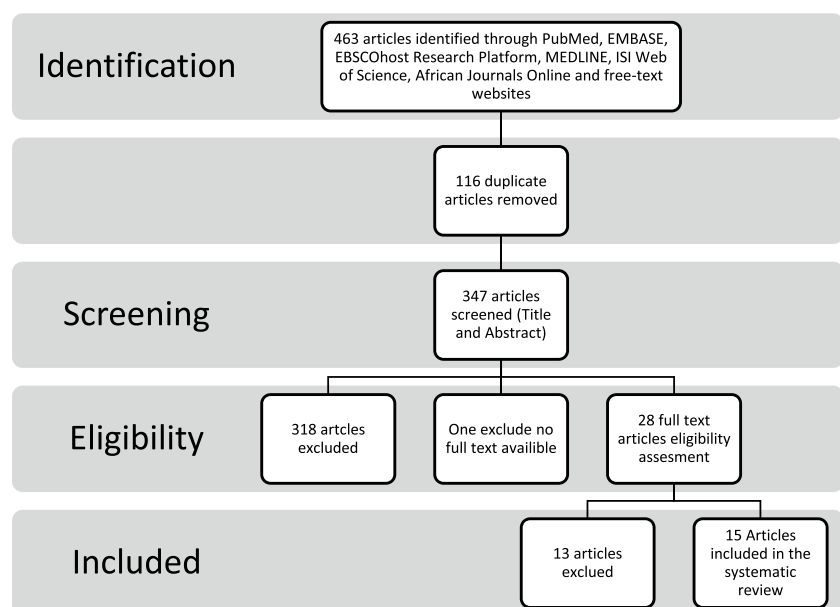 Identification
463 articles identified through PubMed, EMBASE,
EBSCOhost Research Platform, MEDLINE, ISI Web
of Science, African Journals Online and free-text
websites
116 duplicate
articles removed
Screening
347 articles
screened (Title
and Abstract)
Eligibility
318 artcles
excluded
One exclude no
full text availible
28 full text
articles eligibility
assesment
Included
13 articles
exclued
15 Articles
included in the
systematic
review